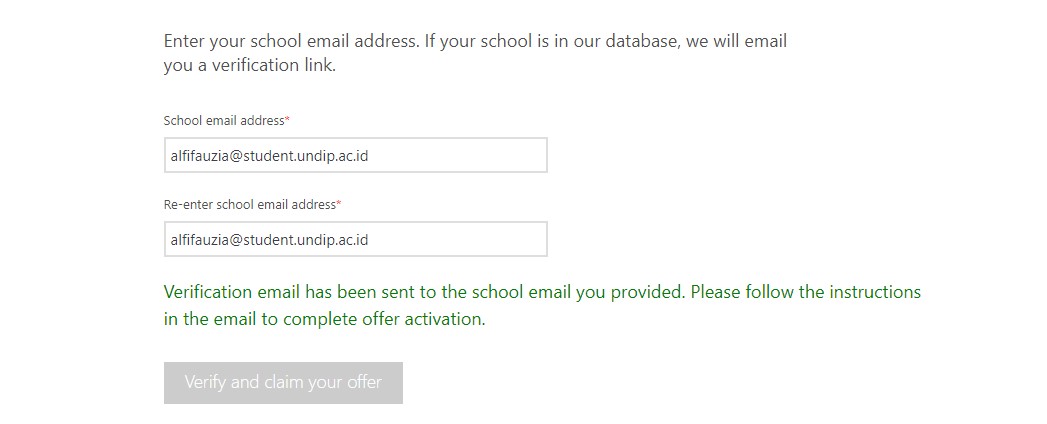 Enter your school email address. If your school is in our database, we will email
you a verification link.
School email address*
alfifauzia@student.undip.ac.id
Re-enter school email address*
alfifauzia@student.undip.ac.id
Verification email has been sent to the school email you provided. Please follow the instructions
in the email to complete offer activation.
Verify and claim your offer